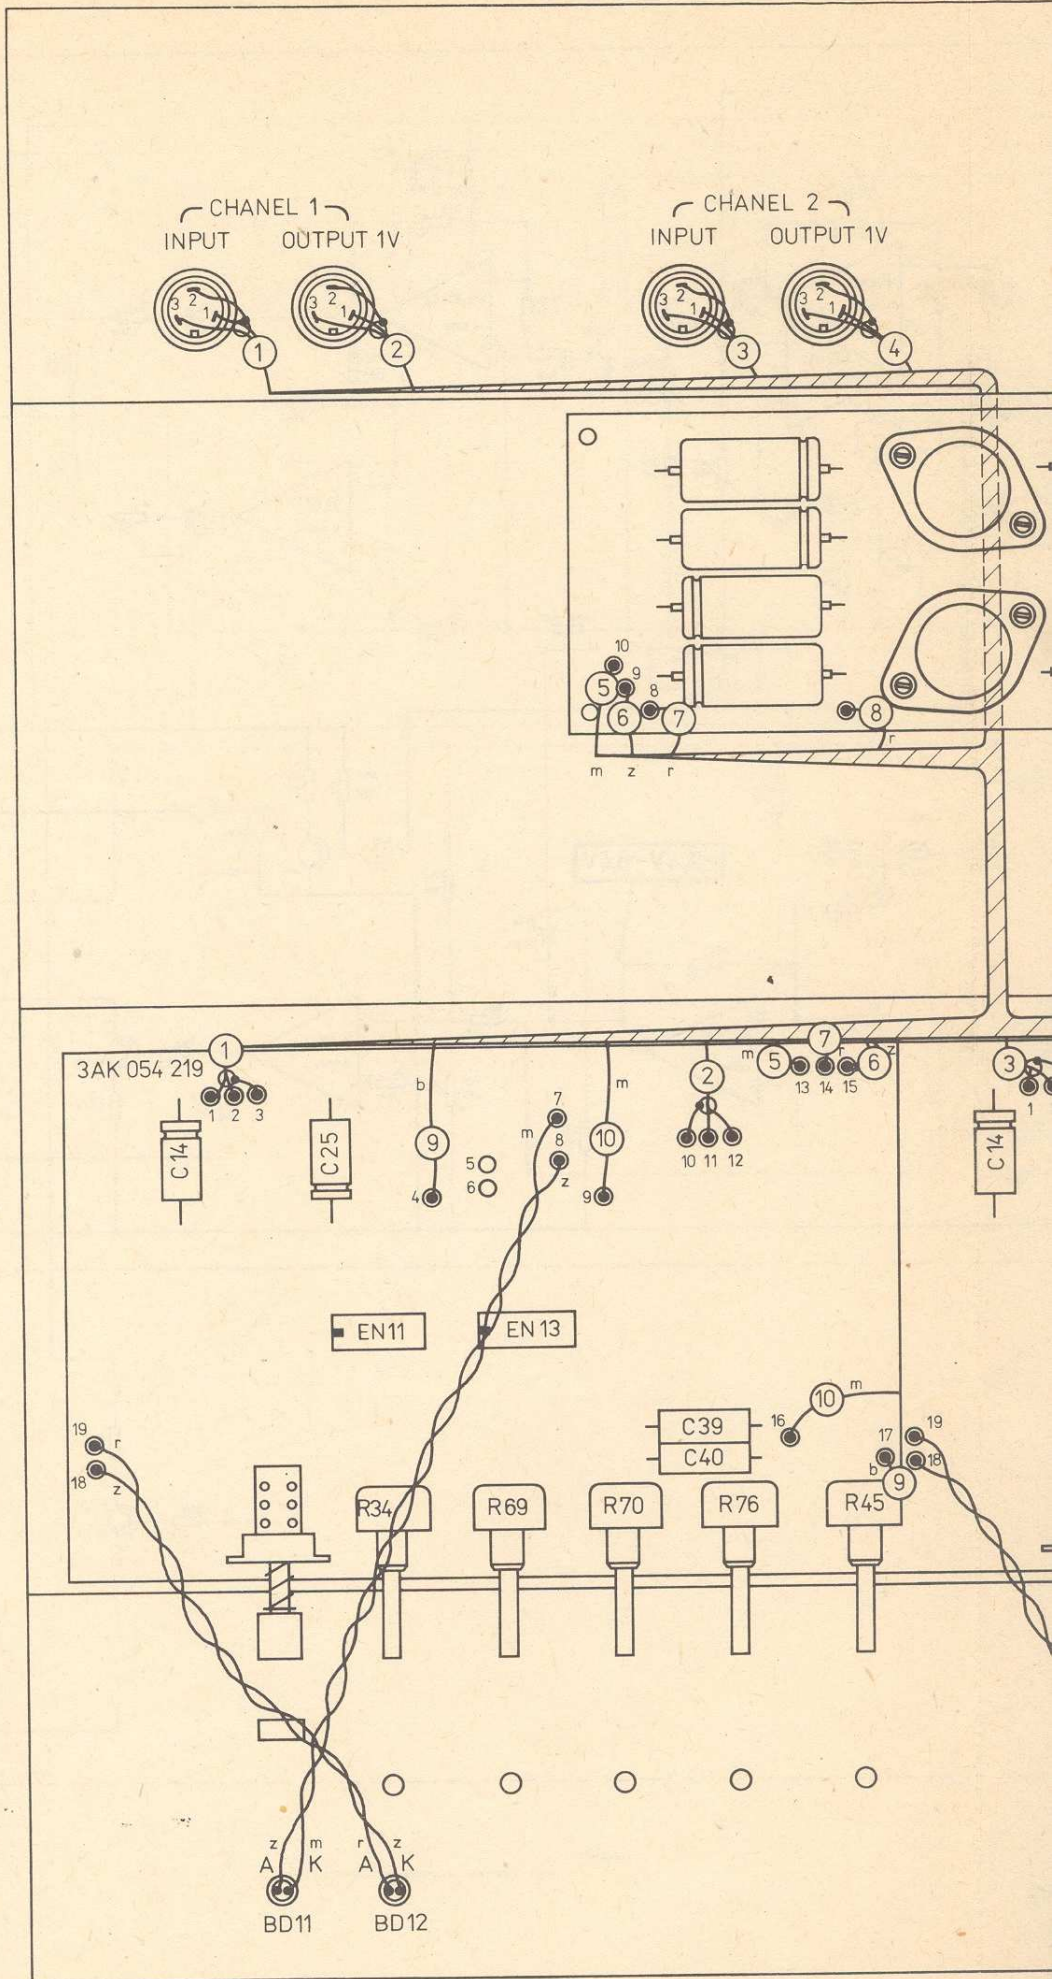 CHANEL 1
CHANEL 2
INPUT OUTPUT 1V
INPUT OUTPUT 1V
3 2 1
3 2 1
3 2 1
3 2 1
1
2
3
4
10
5
9
8
6
7
8
r
m z r
7
1
3AK 054 219
1 2 3
b
m
2
m
5
r
6
z
13 14 15
3
1
C14
C25
9
7
m
8
z
10
10 11 12
C14
5
6
4
9
EN11
EN13
10
m
C39
16
C40
19
r
18
z
17
19
18
b
9
R34
R69
R70
R76
R45
z m r z
A K A K
BD11
BD12